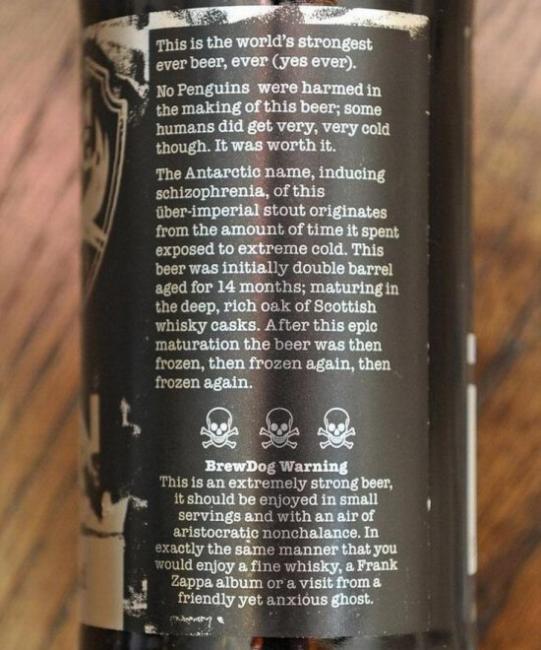 This is the world's strongest
ever beer, ever (yes ever).
No Penguins were harmed in
the making of this beer; some
humans did get very, very cold
though. It was worth it.
The Antarctic name, inducing
schizophrenia, of this
über-imperial stout originates
from the amount of time it spent
exposed to extreme cold. This
beer was initially double barrel
aged for 14 months; maturing in
the deep, rich oak of Scottish
whisky casks. After this epic
maturation the beer was then
frozen, then frozen again, then
frozen again.
BrewDog Warning
This is an extremely strong beer,
it should be enjoyed in small
servings and with an air of
aristocratic nonchalance. In
exactly the same manner that you
would enjoy a fine whisky, a Frank
Zappa album or a visit from a
friendly yet anxious ghost.